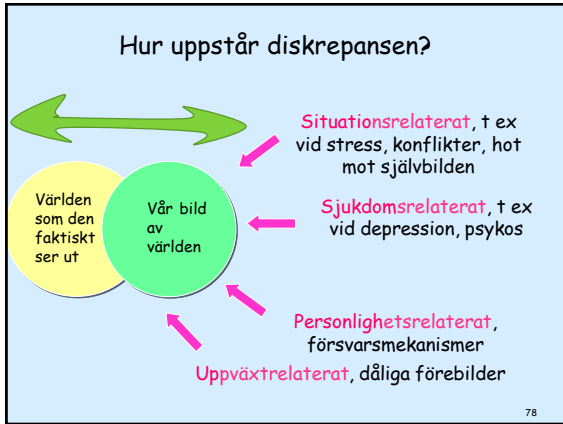 Hur uppstår diskrepansen?
Situationsrelaterat, t ex
vid stress, konflikter, hot
mot självbilden
Världen
som den
faktiskt
ser ut
Vår bild
av
världen
Sjukdomsrelaterat, t ex
vid depression, psykos
Personlighetsrelaterat,
försvarsmekanismer
Uppväxtrelaterat, dåliga förebilder
78